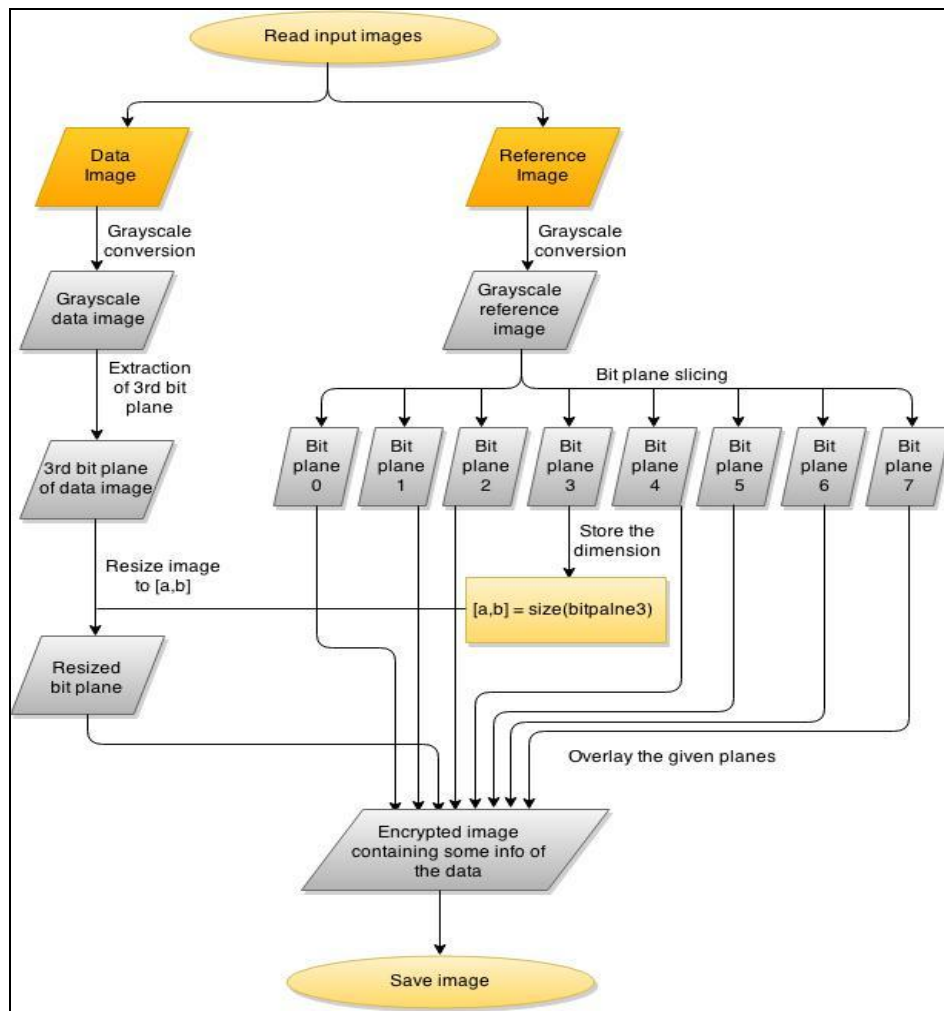 Read input images
Data
Image
Reference
Image
Grayscale
conversion
Grayscale
conversion
Grayscale
data image
Grayscale
reference
image
Extraction
of 3rd bit
plane
Bit plane slicing
3rd bit plane
of data image
Bit
plane
0
Bit
plane
1
Bit
plane
2
Bit
plane
3
Bit
plane
4
Bit
plane
5
Bit
plane
6
Bit
plane
7
Store the
dimension
Resize image
to [a,b]
[a,b] = size(bitpalne3)
Resized
bit plane
Overlay the given planes
Encrypted image
containing some info of
the data
Save image